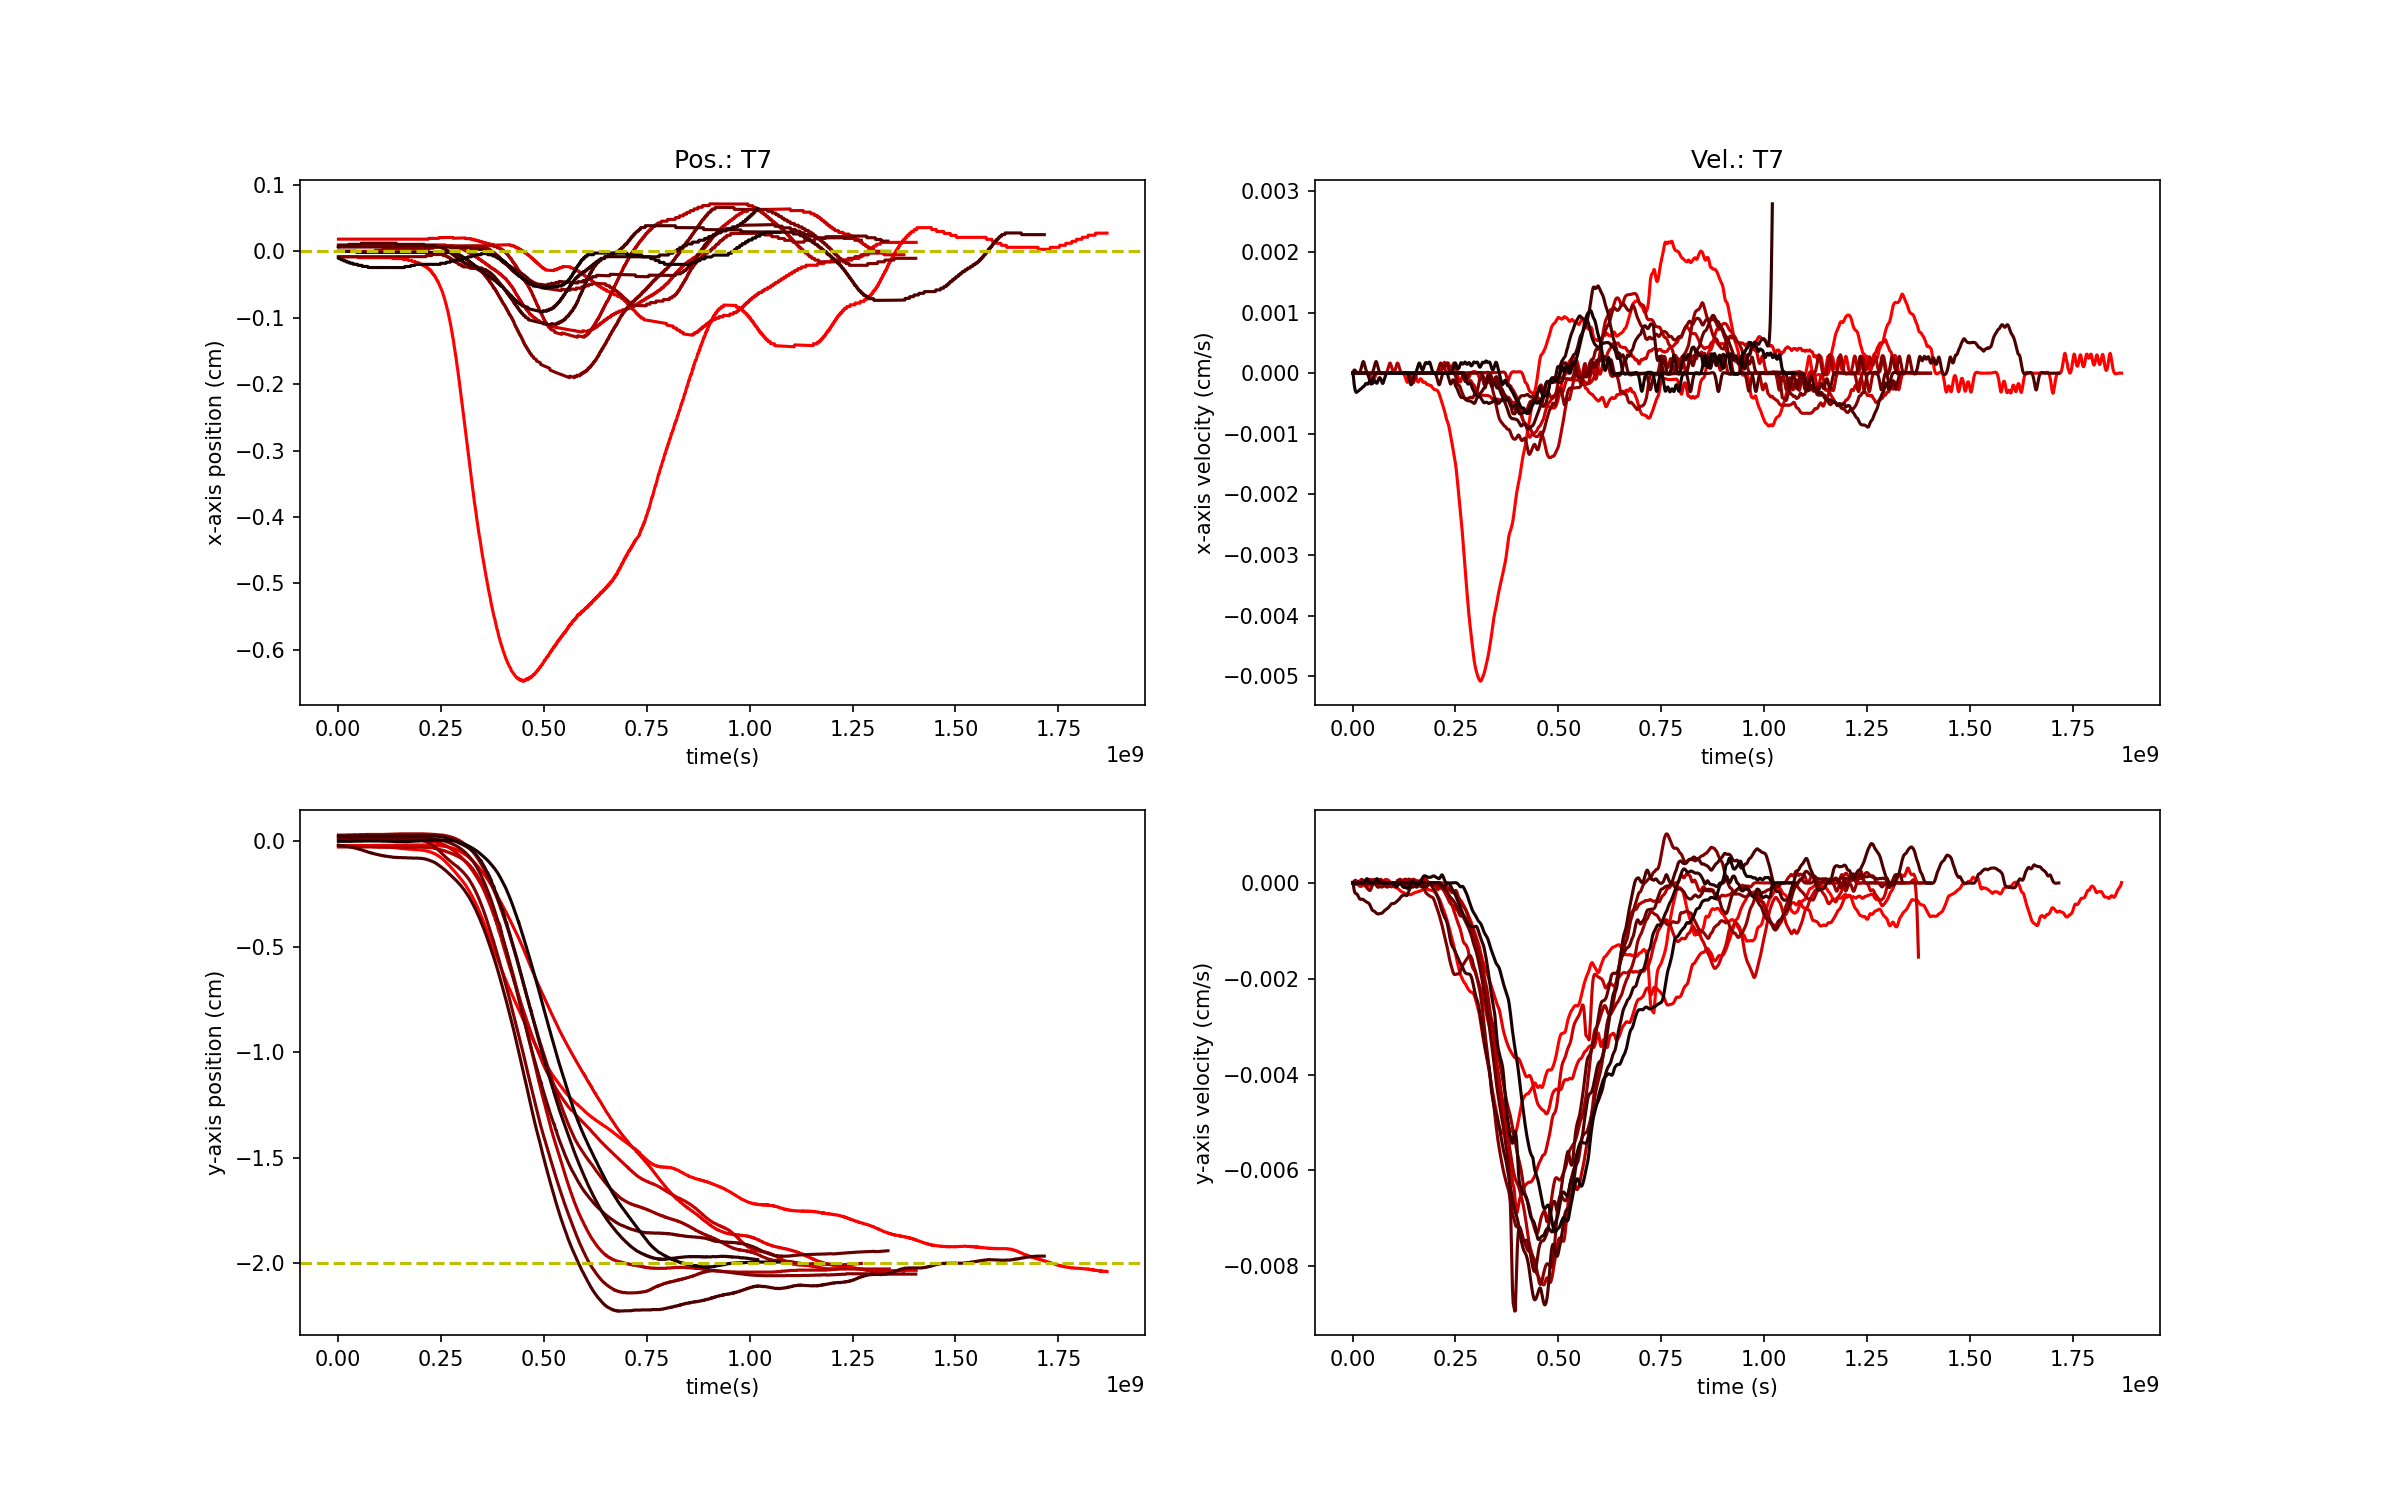 Pos.: T7
Vel.: T7
0.1
0.0
−0.1
−0.2
−0.3
−0.4
−0.5
−0.6
x-axis position (cm)
0.00 0.25 0.50 0.75 1.00 1.25 1.50 1.75
time(s)
1e9
0.003
0.002
0.001
0.000
−0.001
−0.002
−0.003
−0.004
−0.005
x-axis velocity (cm/s)
0.00 0.25 0.50 0.75 1.00 1.25 1.50 1.75
time(s)
1e9
0.0
−0.5
−1.0
−1.5
−2.0
y-axis position (cm)
0.00 0.25 0.50 0.75 1.00 1.25 1.50 1.75
time(s)
1e9
0.000
−0.002
−0.004
−0.006
−0.008
y-axis velocity (cm/s)
0.00 0.25 0.50 0.75 1.00 1.25 1.50 1.75
time (s)
1e9